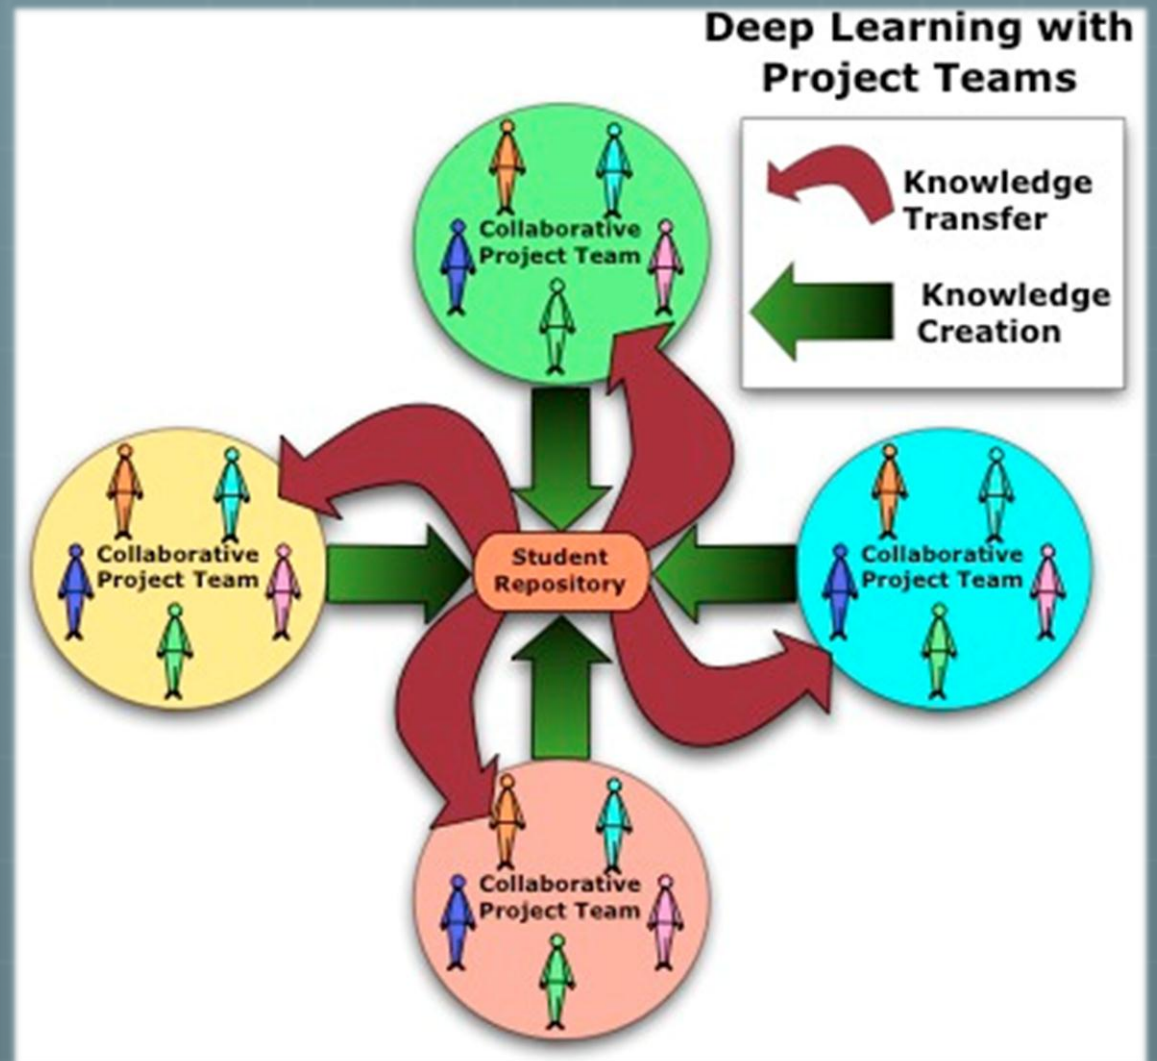 Deep Learning with
Project Teams
Knowledge
Transfer
Knowledge
Creation
Collaborative
Project Team
Collaborative
Project Team
Student
Repository
Collaborative
Project Team
Collaborative
Project Team